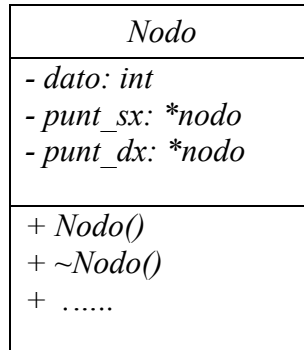 Nodo
- dato: int
- punt_sx: *nodo
- punt_dx: *nodo
+ Nodo()
+ ~Nodo()
+ ......